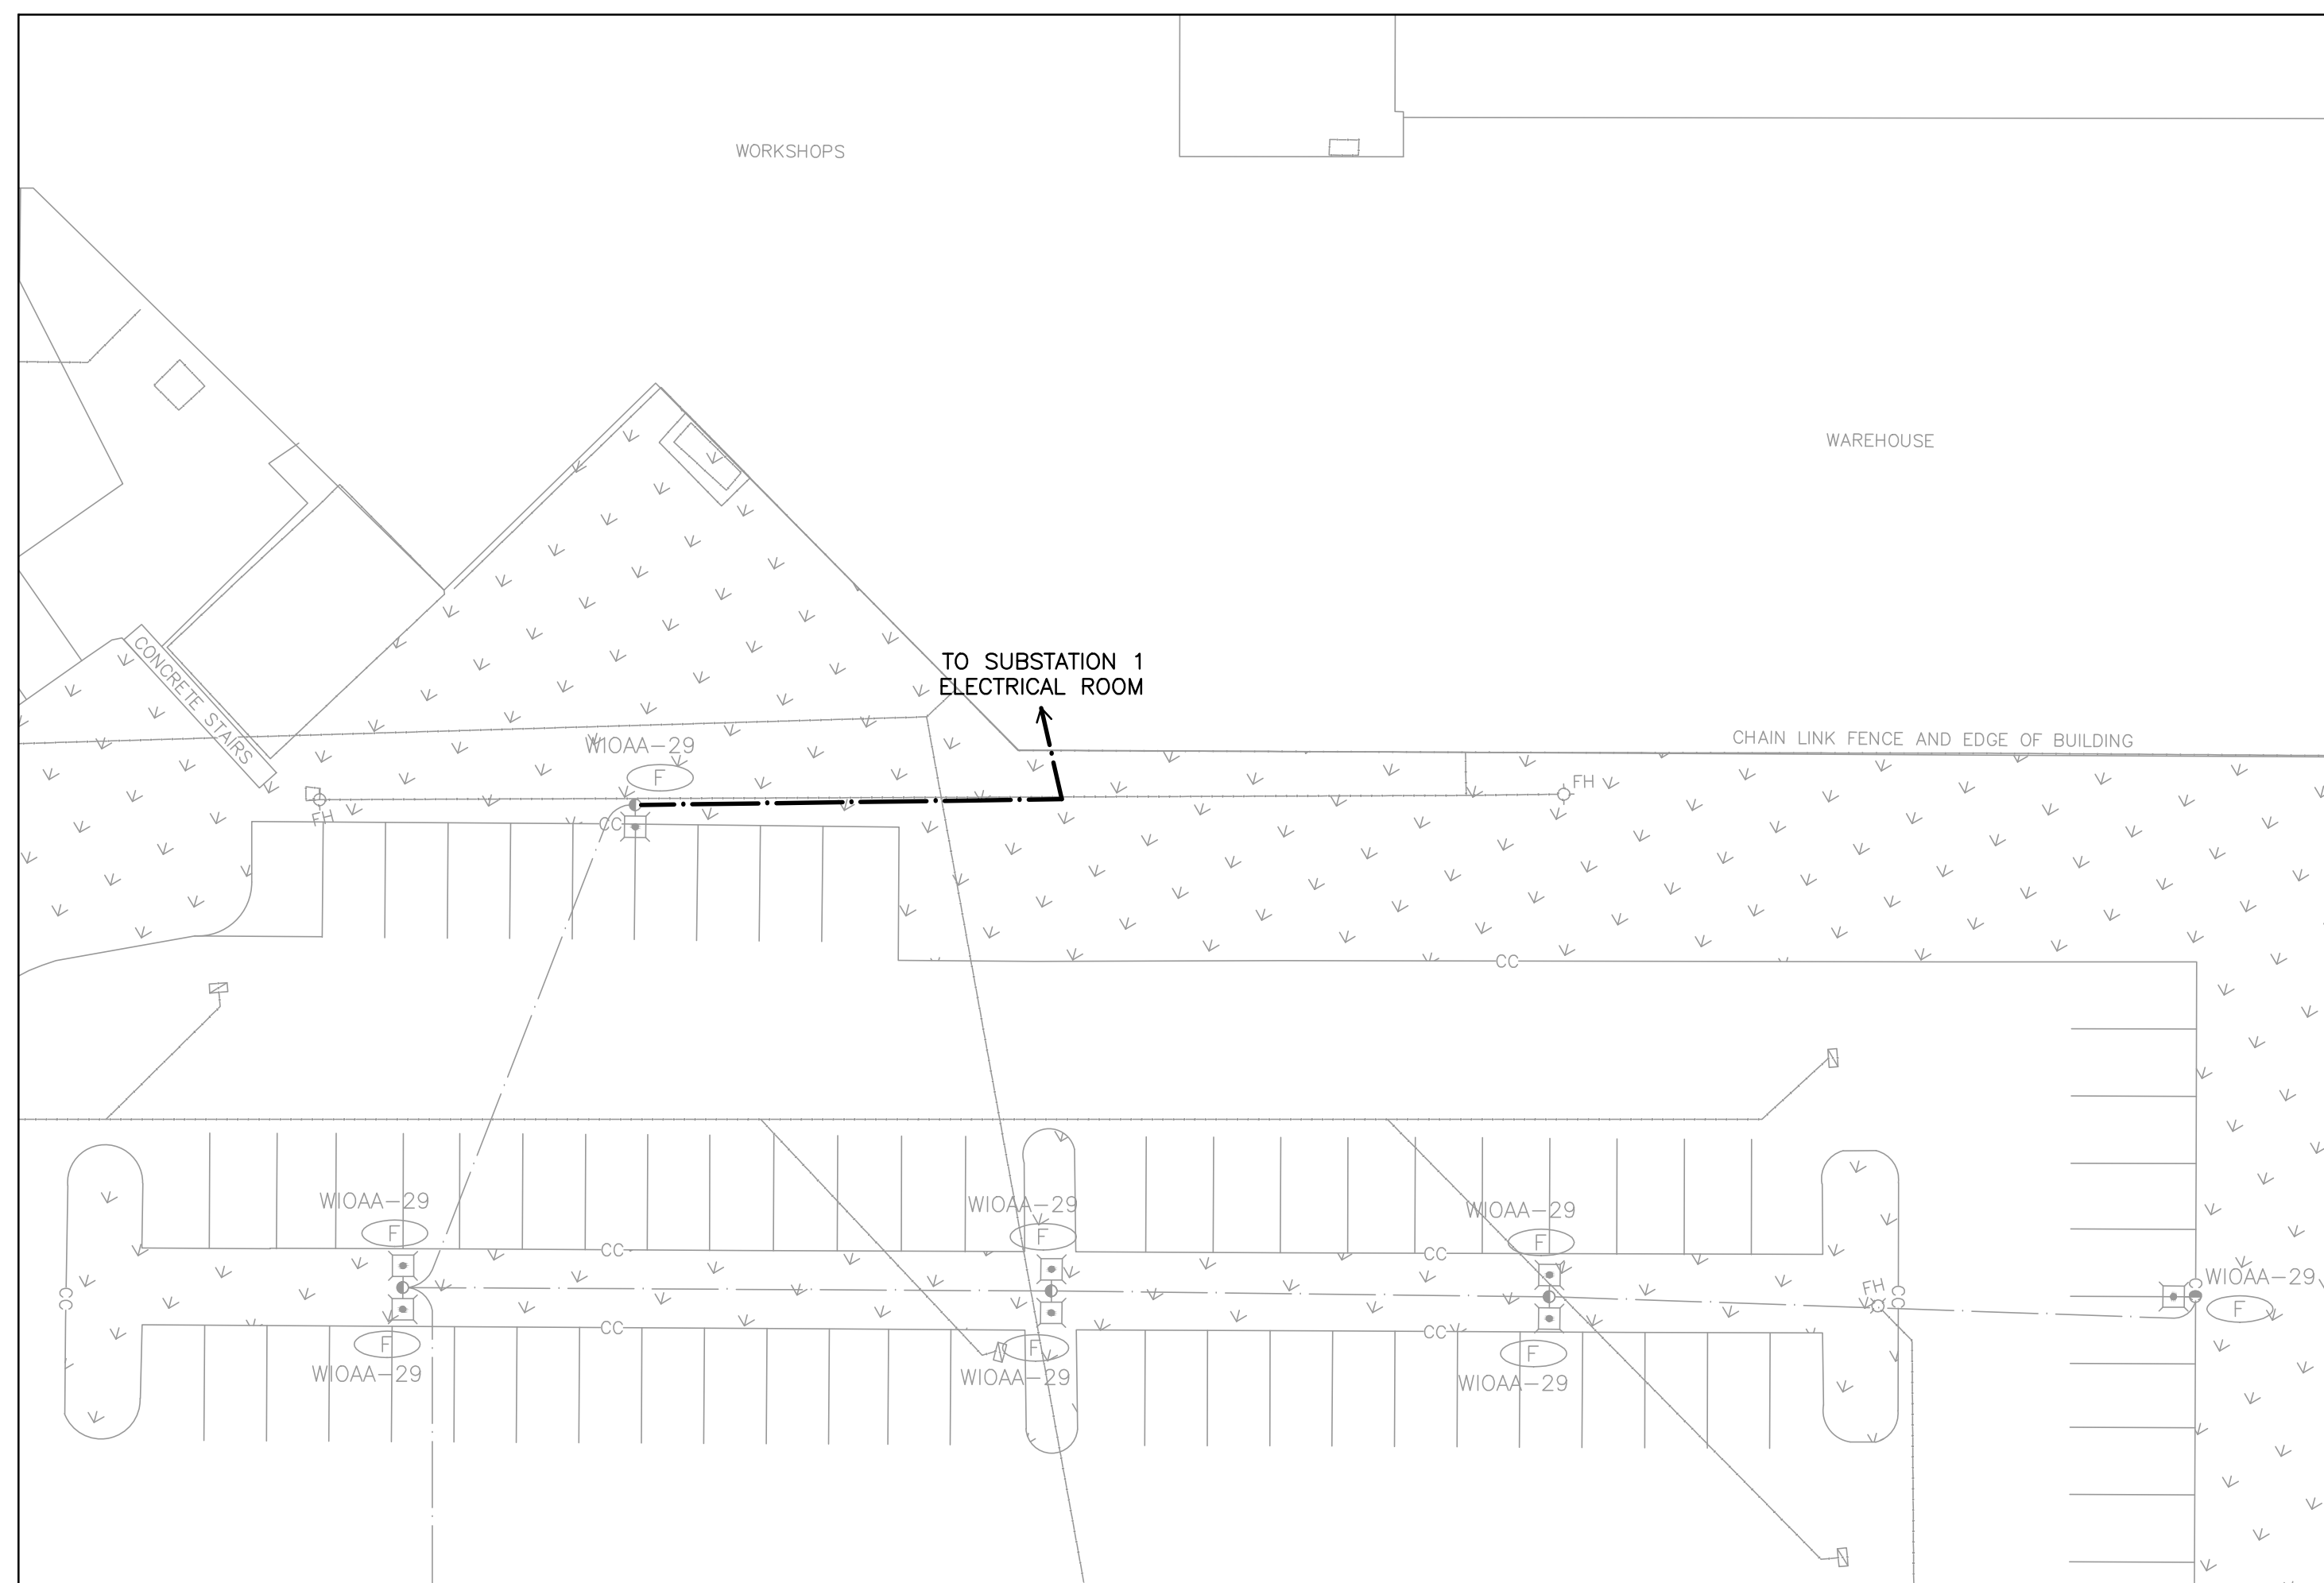 WORKSHOPS
WAREHOUSE
CONCRETE STAIRS
TO SUBSTATION 1
ELECTRICAL ROOM
CHAIN LINK FENCE AND EDGE OF BUILDING
WIOAA-29
F
FH
FH
CC
CC
WIOAA-29
F
WIOAA-29
F
WIOAA-29
F
CC
CC
CC
FH
CC
C
WIOAA-29
F
CC
CC
F
WIOAA-29
F
WIOAA-29
F
WIOAA-29